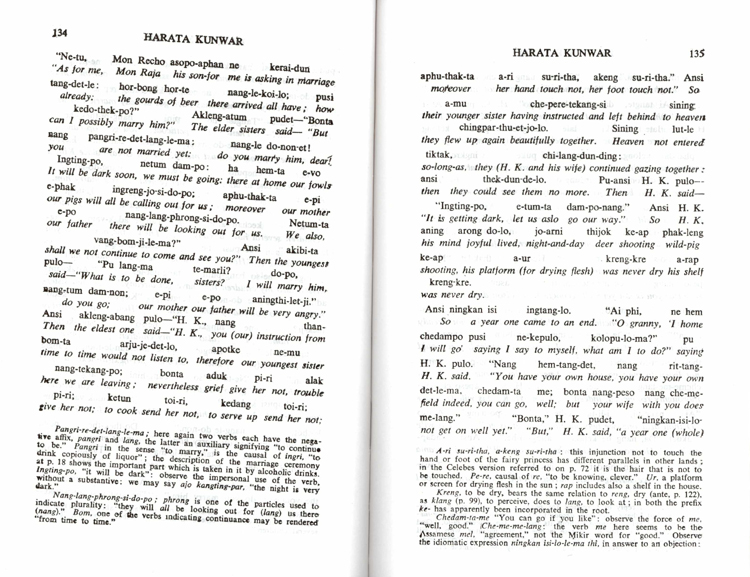 134
HARATA KUNWAR
"Ne-tu, Mon Recho asopo-aphan ne kerai-dun
"As for me, Mon Raja his son-for me is asking in marriage
tang-det-le: hor-bong hor-te nang-le-koi-lo; pusi
already: the gourds of beer there arrived all have; how
kedo-thek-po?" Akleng-atum pudet—"Bonta
can I possibly marry him?" The elder sisters said— "But
nang pangri-re-det-lang-le-ma; nang-le do-non-et!
you are not married yet: do you marry him, dear!
Ingting-po, netum dam-po: ha hem-ta e-vo
It will be dark soon, we must be going: there at home our fowls
e-phak ingreng-jo-si-do-po; aphu-thak-ta e-pi
our pigs will all be calling out for us; moreover our mother
e-po nang-lang-phrong-si-do-po. Netum-ta
our father there will be looking out for us. We also,
vang-bom-ji-le-ma?" Ansi akibi-ta
shall we not continue to come and see you?" Then the youngest
pulo— "Pu lang-ma te-marli? do-po,
said—"What is to be done, sisters? I will marry him,
nang-tum dam-non; e-pi e-po aningthi-let-ji."
do you go; our mother our father will be very angry."
Ansi akleng-abang pulo—"H. K., nang than-
Then the eldest one said—"H. K., you (our) instruction from
bom-ta arju-je-det-lo, apotke ne-mu
time to time would not listen to, therefore our youngest sister
nang-tekang-po; bonta aduk pi-ri alak
here we are leaving; nevertheless grief give her not, trouble
pi-ri; ketun toi-ri, kedang toi-ri;
give her not; to cook send her not, to serve up send her not;
Pangri-re-det-lang-le-ma; here again two verbs each have the nega-
tive affix, pangri and lang, the latter an auxiliary signifying "to continue
to be." Pangri in the sense "to marry," is the causal of ingri, "to
drink copiously of liquor"; the description of the marriage ceremony
at p. 18 shows the important part which is taken in it by alcoholic drinks.
Ingting-po, "it will be dark": observe the impersonal use of the verb,
without a substantive: we may say ajo kangting-par, "the night is very
dark."
Nang-lang-phrong-si-do-po; phrong is one of the particles used to
indicate plurality: "they will all be looking out for (lang) us there
(nang)." Bom, one of the verbs indicating continuance may be rendered
"from time to time."
HARATA KUNWAR
135
aphu-thak-ta a-ri su-ri-tha, akeng su-ri-tha." Ansi
moreover her hand touch not, her foot touch not." So
a-mu che-pere-tekang-si sining
their younger sister having instructed and left behind to heaven
chingpar-thu-et-jo-lo. Sining lut-le
they flew up again beautifully together. Heaven not entered
tiktak, chi-lang-dun-ding:
so-long-as, they (H. K. and his wife) continued gazing together:
ansi thek-dun-de-lo. Pu-ansi H. K. pulo—
then they could see them no more. Then H. K. said—
"Ingting-po, e-tum-ta dam-po-nang." Ansi H. K.
"It is getting dark, let us aslo go our way." So H. K.
aning arong do-lo, jo-arni thijok ke-ap phak-leng
his mind joyful lived, night-and-day deer shooting wild-pig
ke-ap a-ur kreng-kre a-rap
shooting, his platform (for drying flesh) was never dry his shelf
kreng-kre.
was never dry.
Ansi ningkan isi ingtang-lo. "Ai phi, ne hem
So a year one came to an end. "O granny, 'I home
chedampo pusi ne-kepulo, kolopu-lo-ma?" pu
I will go' saying I say to myself, what am I to do?" saying
H. K. pulo. "Nang hem-tang-det, nang rit-tang-
H. K. said. "You have your own house, you have your own
det-le-ma, chedam-ta me; bonta nang-peso nang che-me-
field indeed, you can go, well; but your wife with you does
me-lang." "Bonta," H. K. pudet, "ningkan-isi-lo-
not get on well yet." "But," H. K. said, "a year one (whole)
A-ri su-ri-tha, a-keng su-ri-tha: this injunction not to touch the
hand or foot of the fairy princess has different parallels in other lands;
in the Celebes version referred to on p. 72 it is the hair that is not to
be touched. Pe-re, causal of re, "to be knowing, clever." Ur, a platform
or screen for drying flesh in the sun; rap includes also a shelf in the house.
Kreng, to be dry, bears the same relation to reng, dry (ante, p. 122),
as klang (p. 99), to perceive, does to lang, to look at; in both the prefix
ke- has apparently been incorporated in the root.
Chedam-ta-me "You can go if you like": observe the force of me,
"well, good." Che-me-me-lang: the verb me here seems to be the
Assamese mel, "agreement," not the Mikir word for "good." Observe
the idiomatic expression ningkan isi-lo-le-ma thi, in answer to an objection: